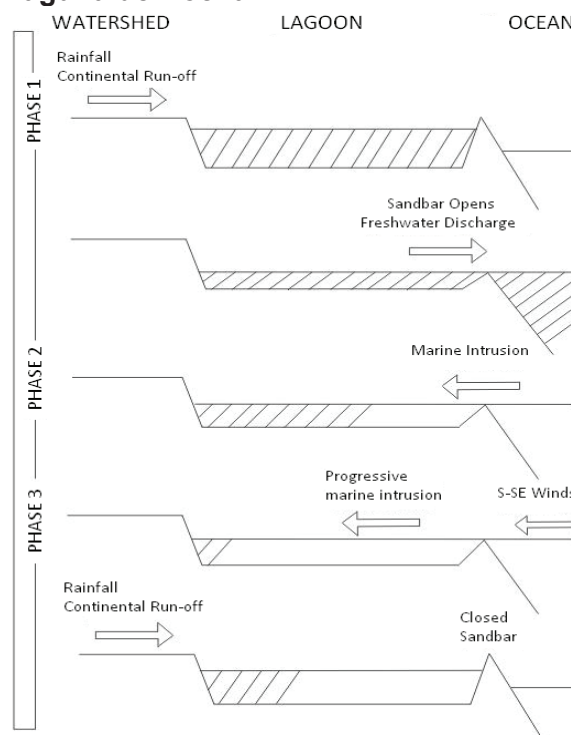 WATERSHED LAGOON OCEAN
Rainfall
Continental Run-off
PHASE 1
Sandbar Opens
Freshwater Discharge
PHASE 2
Marine Intrusion
PHASE 3
Progressive
marine intrusion
S-SE Winds
Rainfall
Continental Run-off
Closed
Sandbar